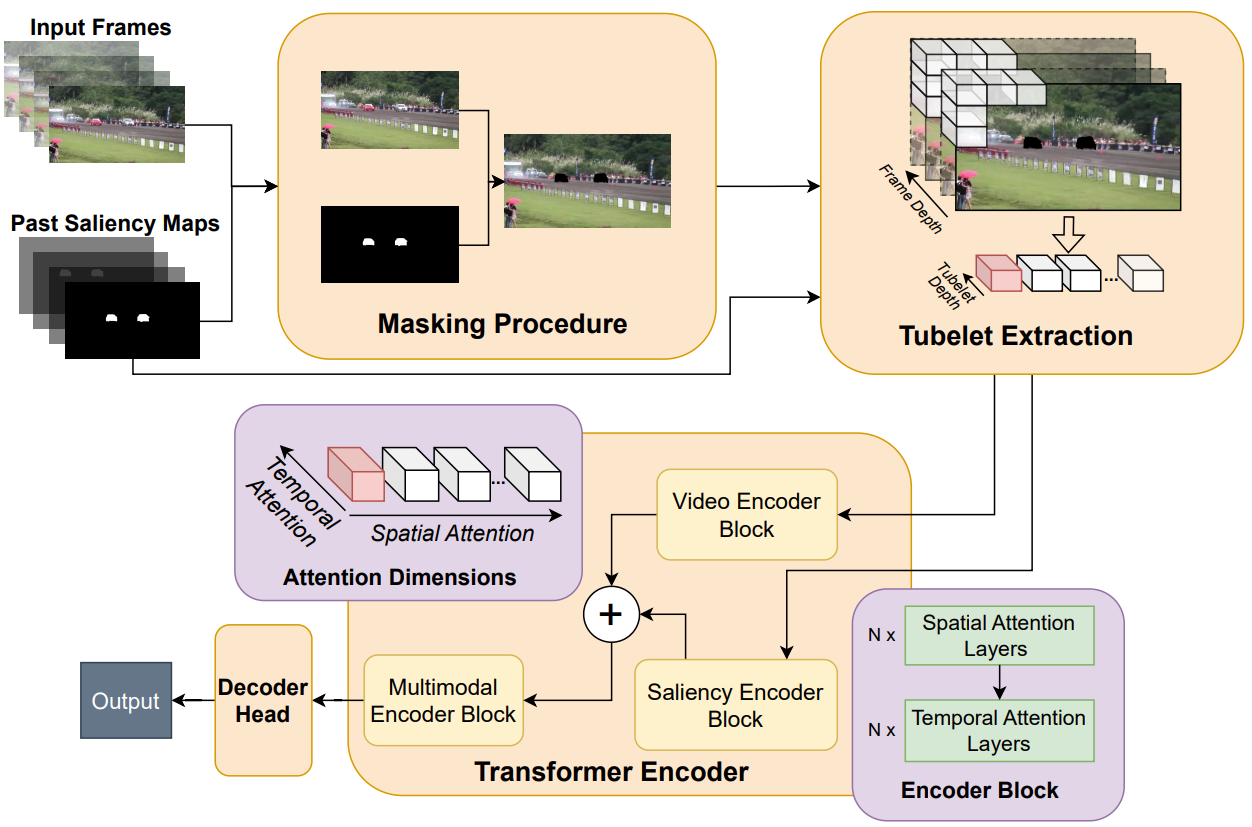 Input Frames
Past Saliency Maps
Masking Procedure
Frame Depth
Tubelet
Depth
...
Tubelet Extraction
Temporal
Attention
...
Spatial Attention
Attention Dimensions
Video Encoder
Block
+
Saliency Encoder
Block
Multimodal
Encoder Block
Transformer Encoder
Decoder
Head
Output
N x
Spatial Attention
Layers
N x
Temporal Attention
Layers
Encoder Block